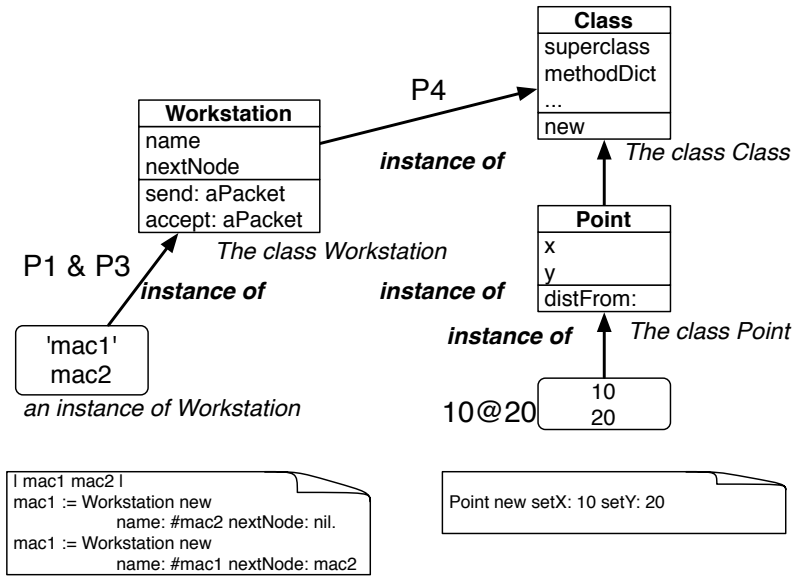 Class
superclass
methodDict
...
new
The class Class
P4
instance of
Workstation
name
nextNode
send: aPacket
accept: aPacket
The class Workstation
P1 & P3
instance of
'mac1'
mac2
an instance of Workstation
Point
x
y
distFrom:
instance of
The class Point
instance of
10@20
10
20
| mac1 mac2 |
mac1 := Workstation new
name: #mac2 nextNode: nil.
mac1 := Workstation new
name: #mac1 nextNode: mac2
Point new setX: 10 setY: 20